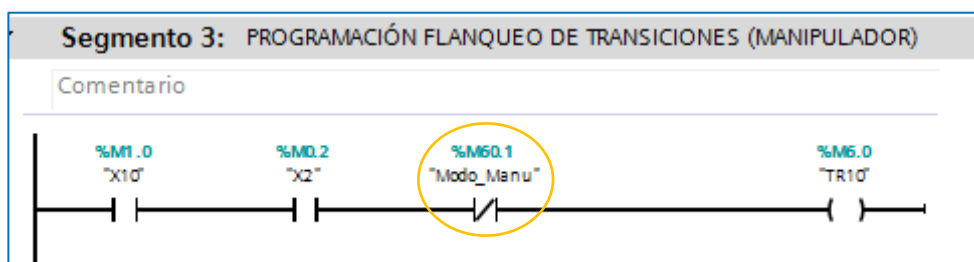 Segmento 3: PROGRAMACIÓN FLANQUEO DE TRANSICIONES (MANIPULADOR)
Comentario
%M1.0 %M0.2 %M60.1 %M6.0
"X10" "X2" "Modo_Manu" "TR10"